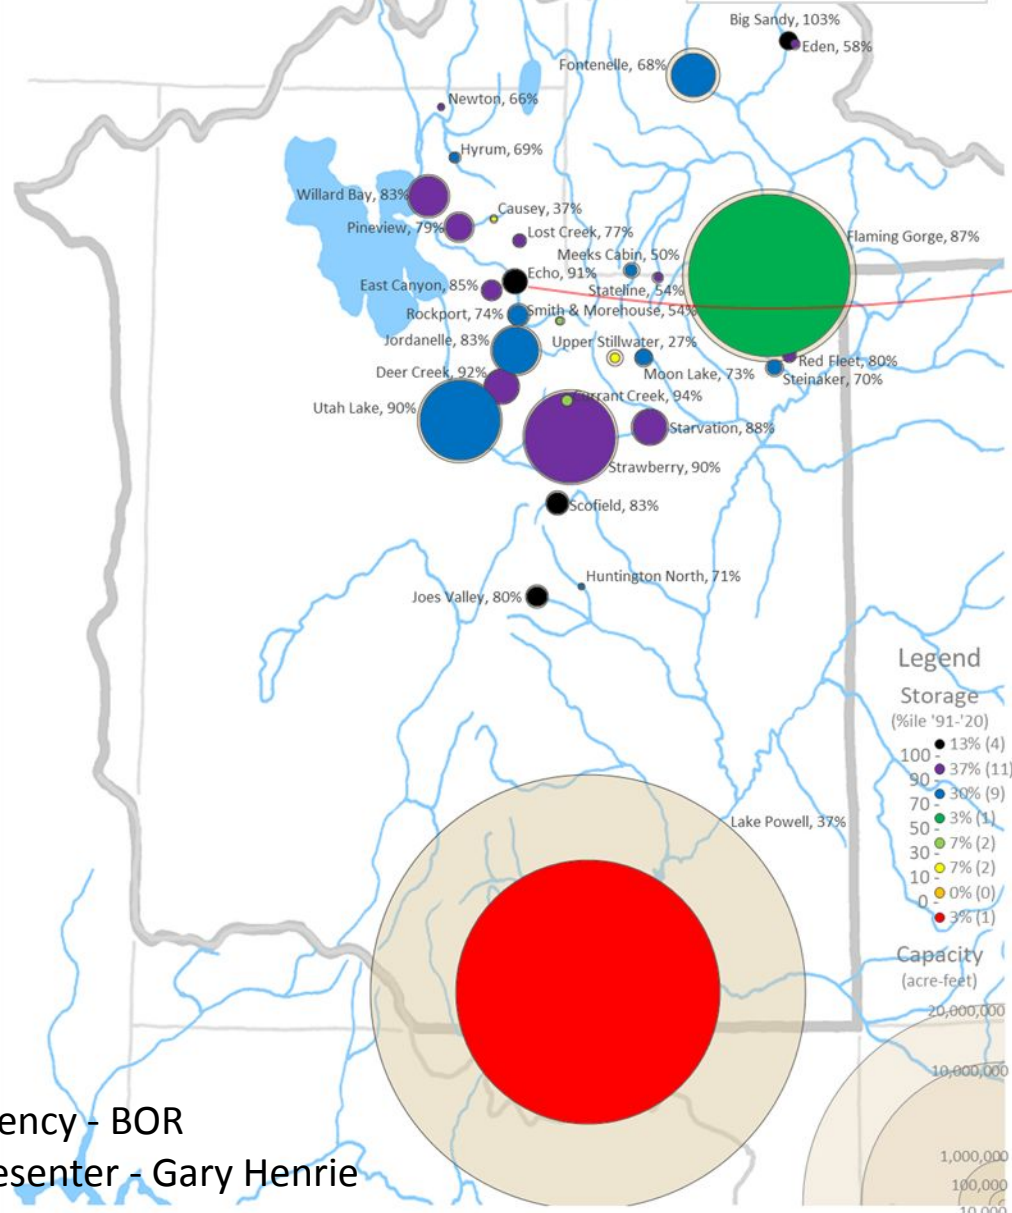 Big Sandy, 103%
Eden, 58%
Fontenelle, 68%
Newton, 66%
Hyrum, 69%
Willard Bay, 83%
Causey, 37%
Pineview, 79%
Lost Creek, 77%
Flaming Gorge, 87%
Meeks Cabin, 50%
Echo, 91%
East Canyon, 85%
Stateline, 54%
Rockport, 74%
Smith & Morehouse, 54%
Jordanelle, 83%
Upper Stillwater, 27%
Red Fleet, 80%
Deer Creek, 92%
Moon Lake, 73%
Steinaker, 70%
Currant Creek, 94%
Utah Lake, 90%
Starvation, 88%
Strawberry, 90%
Scofield, 83%
Huntington North, 71%
Joes Valley, 80%
Lake Powell, 37%
Legend
Storage
(%ile '91-'20)
13% (4)
100 -
37% (11)
90 -
30% (9)
70 -
3% (1)
50 -
7% (2)
30 -
7% (2)
10 -
0% (0)
0 -
3% (1)
Capacity
(acre-feet)
20,000,000
10,000,000
1,000,000
100,000
10,000
ency - BOR
esenter - Gary Henrie